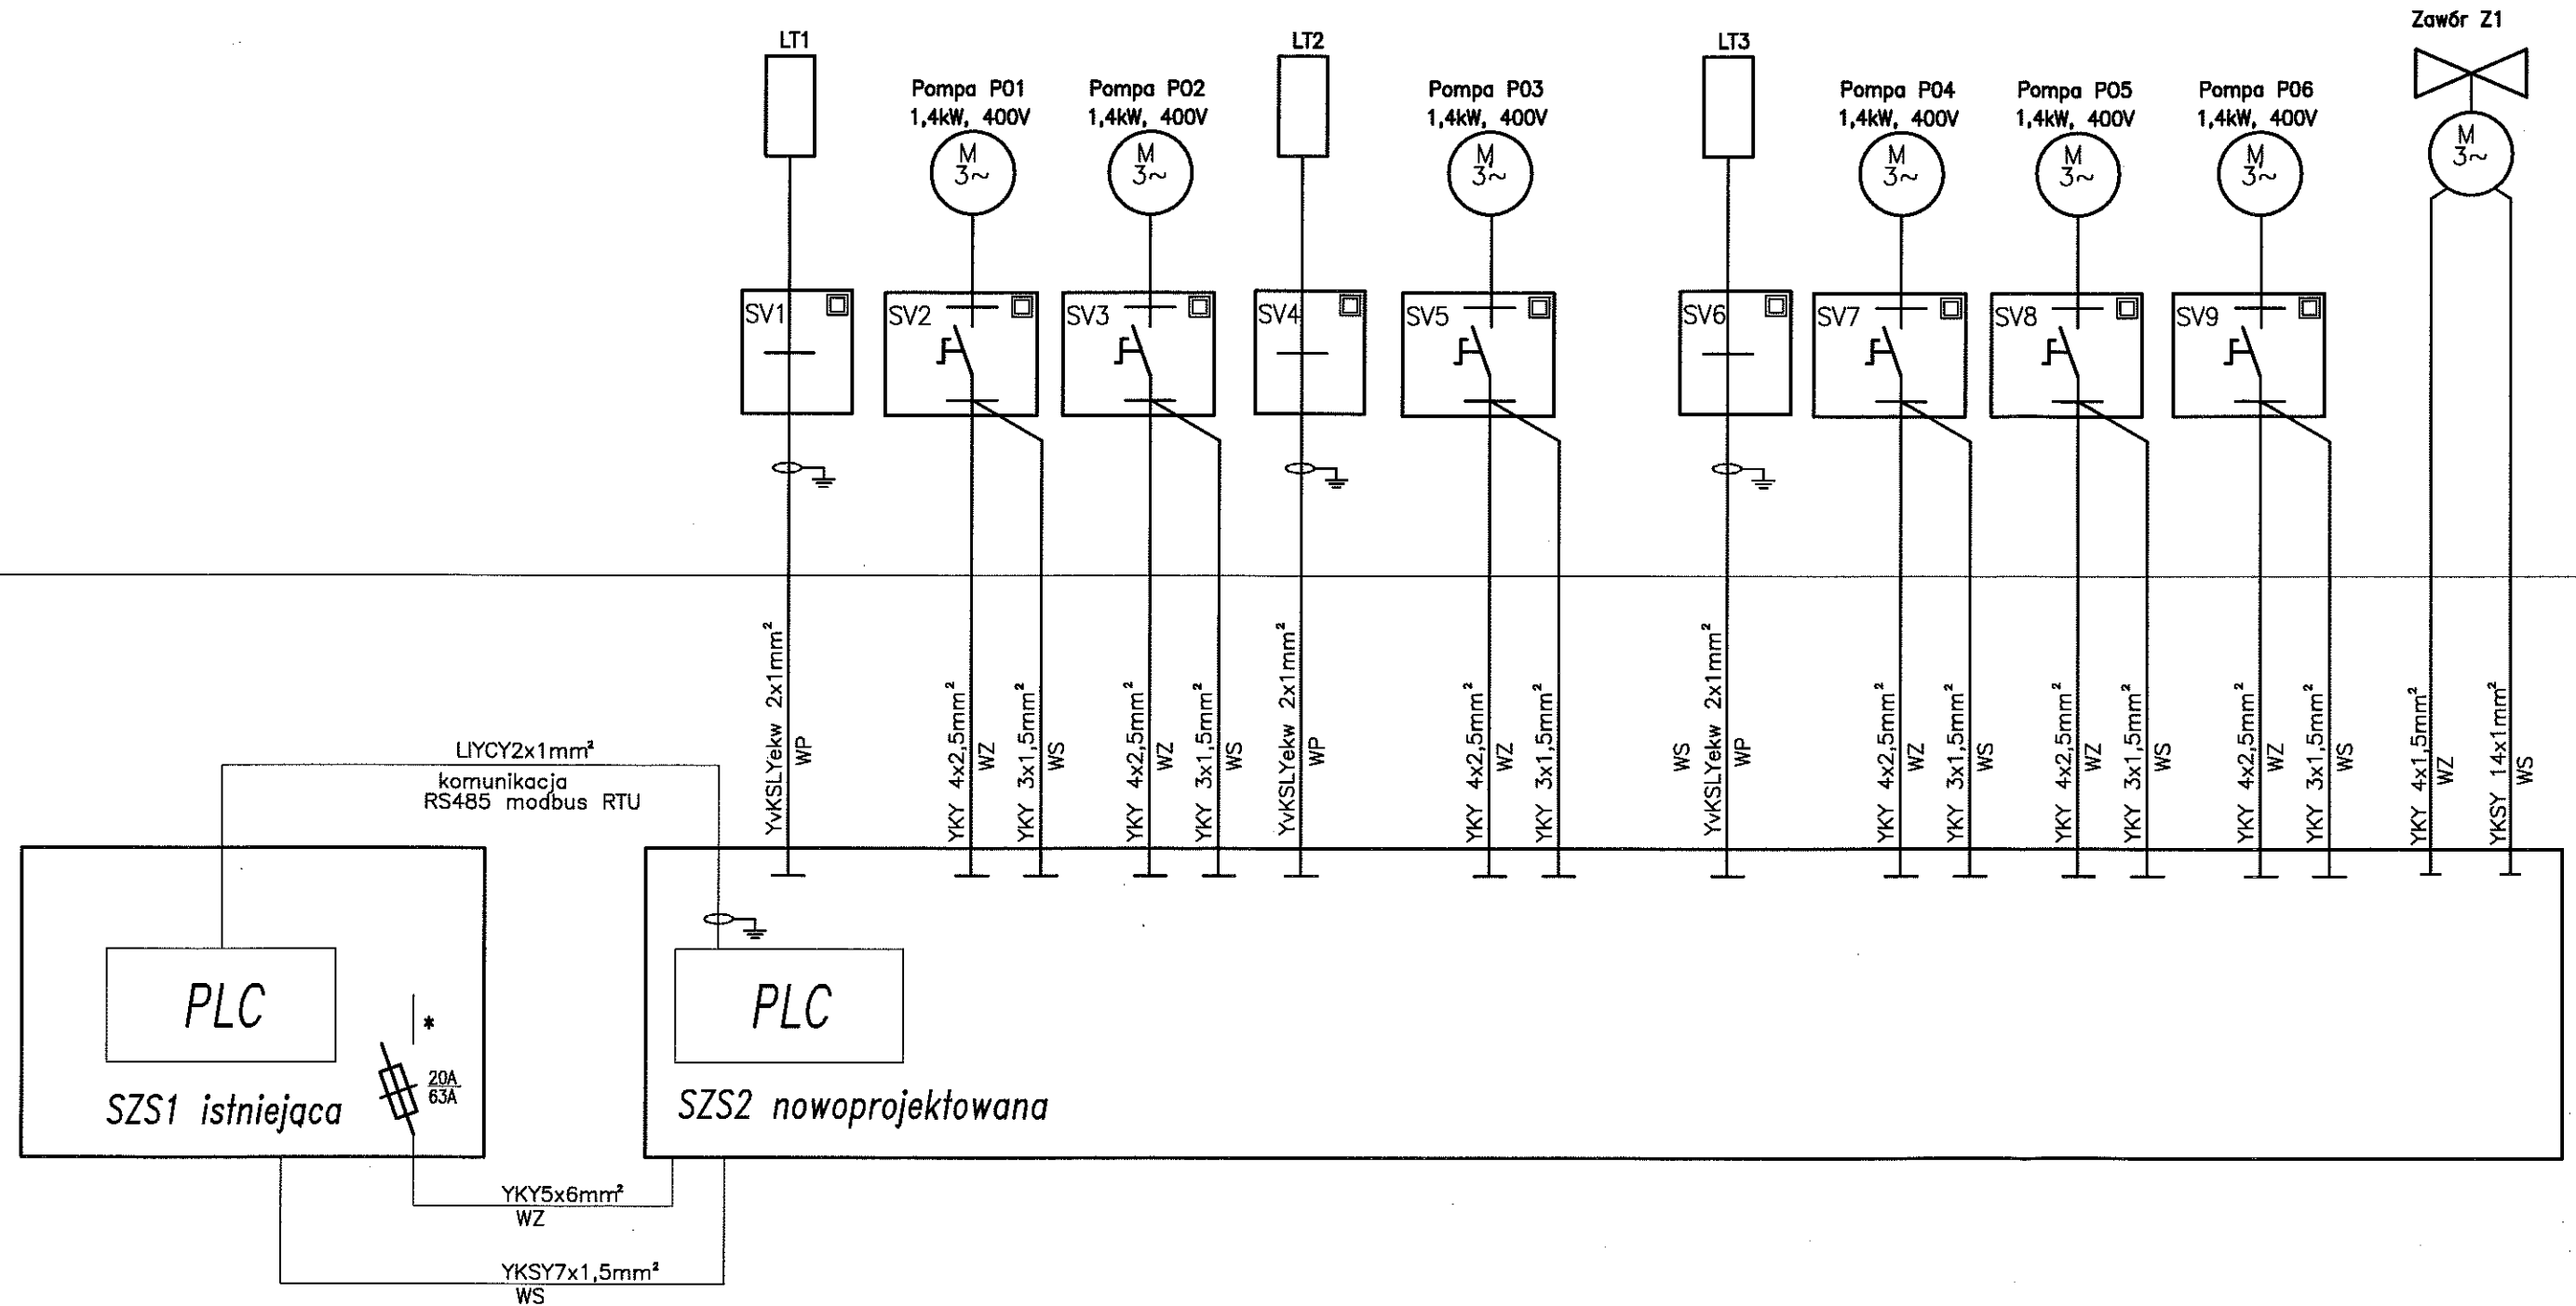 LT1
Pompa P01
1,4kW, 400V
M
3~
Pompa P02
1,4kW, 400V
M
3~
LT2
Pompa P03
1,4kW, 400V
M
3~
LT3
Pompa P04
1,4kW, 400V
M
3~
Pompa P05
1,4kW, 400V
M
3~
Pompa P06
1,4kW, 400V
M
3~
Zawór Z1
M
3~
SV1
SV2
SV3
SV4
SV5
SV6
SV7
SV8
SV9
YvKSLYekw 2x1mm²
WP
YKY 4x2,5mm²
WZ
YKY 3x1,5mm²
WS
YKY 4x2,5mm²
WZ
YKY 3x1,5mm²
WS
YvKSLYekw 2x1mm²
WP
YKY 4x2,5mm²
WZ
YKY 3x1,5mm²
WS
YvKSLYekw 2x1mm²
WP
YKY 4x2,5mm²
WZ
YKY 3x1,5mm²
WS
YKY 4x2,5mm²
WZ
YKY 3x1,5mm²
WS
YKY 4x2,5mm²
WZ
YKY 3x1,5mm²
WS
YKY 4x1,5mm²
WZ
YKSY 14x1mm²
WS
LIYCY2x1mm²
komunikacja
RS485 modbus RTU
PLC
*
20A
63A
SZS1 istniejąca
PLC
SZS2 nowoprojektowana
YKY5x6mm²
WZ
YKSY7x1,5mm²
WS